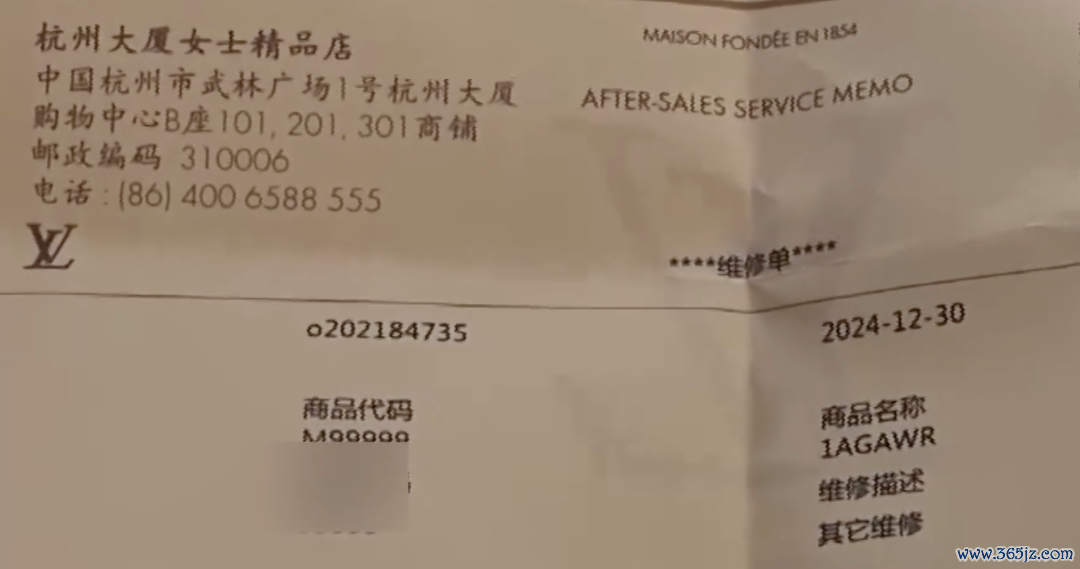 杭州大厦女士精品店
中国杭州市武林广场1号杭州大厦
购物中心B座101, 201, 301商铺
邮政编码 310006
电话:(86) 400 6588 555
LV
MAISON FONDÉE EN 1854
AFTER-SALES SERVICE MEMO
****维修单****
o202184735
2024-12-30
商品代码
M99999
商品名称
1AGAWR
维修描述
其它维修
www.365jz.com